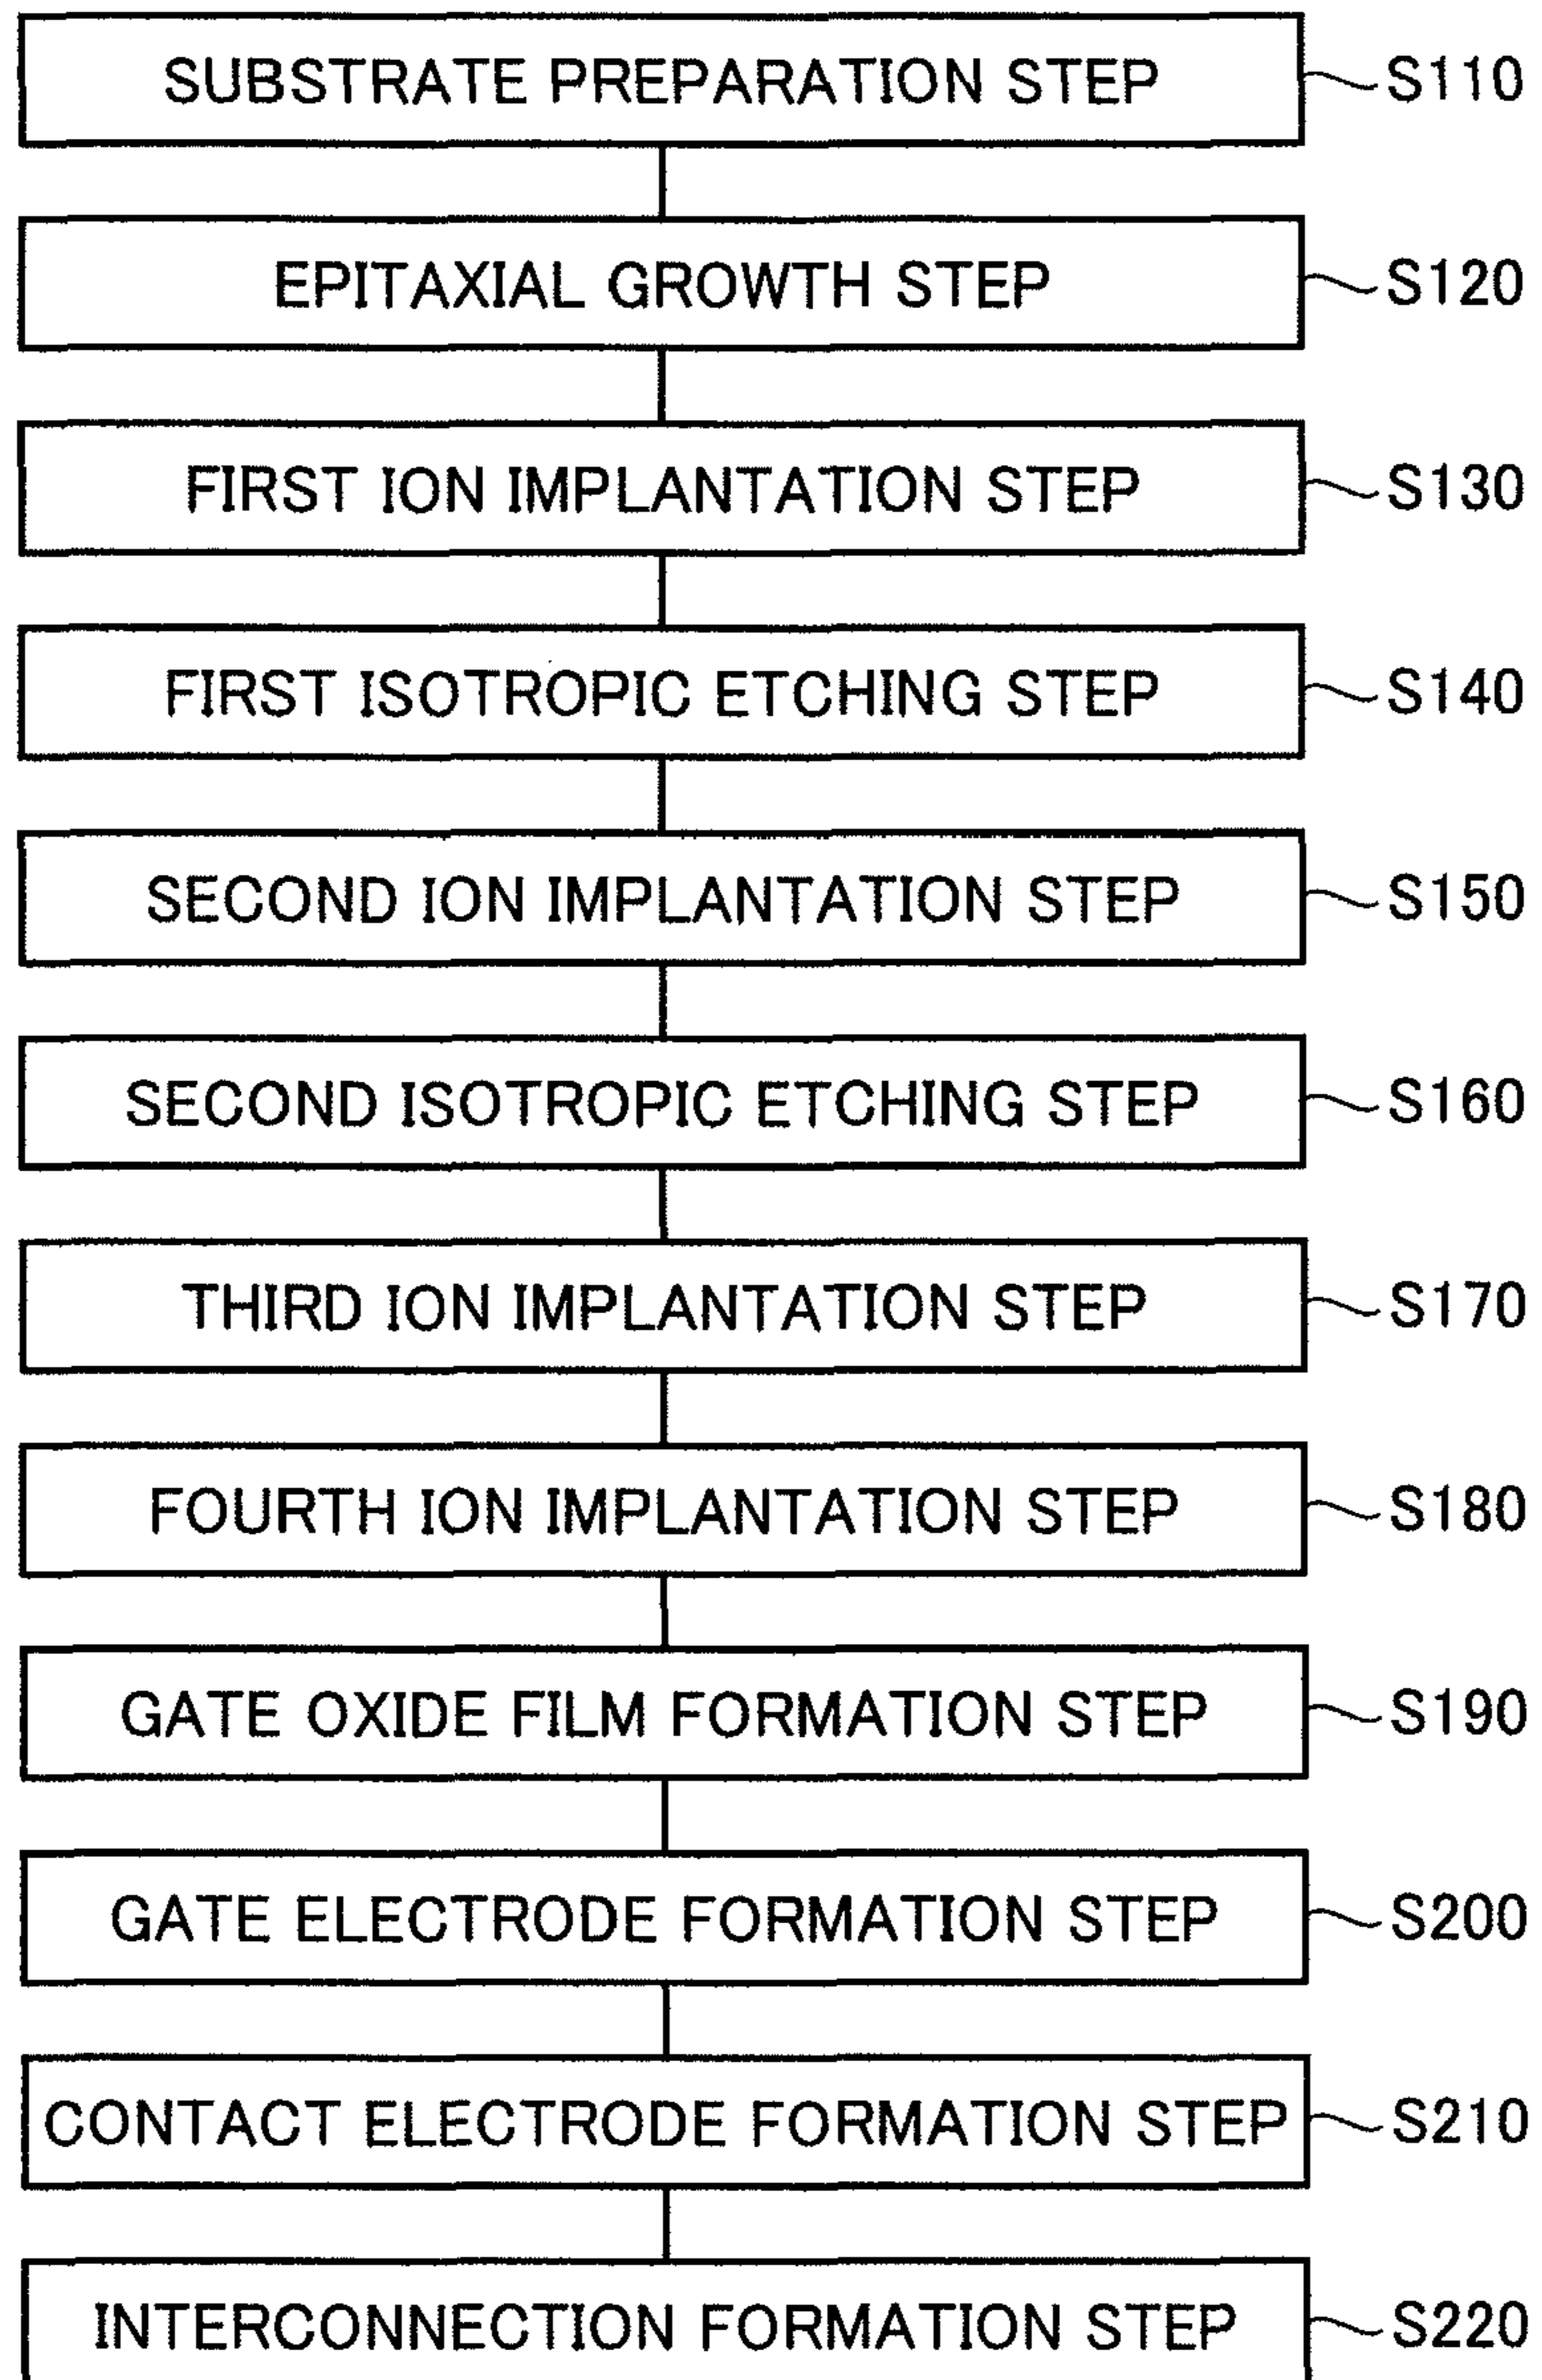 SUBSTRATE PREPARATION STEP S110
EPITAXIAL GROWTH STEP S120
FIRST ION IMPLANTATION STEP S130
FIRST ISOTROPIC ETCHING STEP S140
SECOND ION IMPLANTATION STEP S150
SECOND ISOTROPIC ETCHING STEP S160
THIRD ION IMPLANTATION STEP S170
FOURTH ION IMPLANTATION STEP S180
GATE OXIDE FILM FORMATION STEP S190
GATE ELECTRODE FORMATION STEP S200
CONTACT ELECTRODE FORMATION STEP S210
INTERCONNECTION FORMATION STEP S220